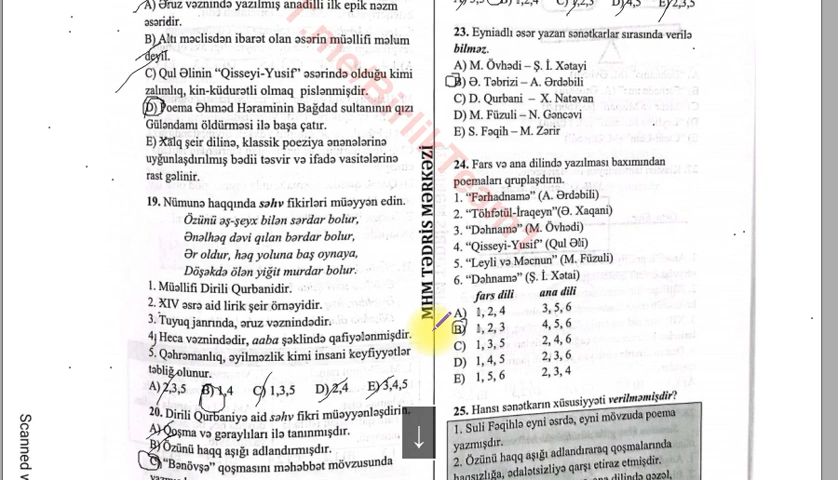 A) Əruz vəznində yazılmış anadilli ilk epik nəzm
əsəridir.
B) Altı məclisdən ibarət olan əsərin müəllifi məlum
deyil.
C) Qul Əlinin “Qisseyi-Yusif” əsərində olduğu kimi
zalımlıq, kin-küdurətli olmaq pislənmişdir.
D) Poema Əhməd Həraminin Bağdad sultanının qızı
Güləndamı öldürməsi ilə başa çatır.
E) Xalq şeir dilinə, klassik poeziya ənənələrinə
uyğunlaşdırılmış bədii təsvir və ifadə vasitələrinə
rast gəlinir.
19. Nümunə haqqında səhv fikirləri müəyyən edin.
Özünü əş-şeyx bilən sərdar bolur,
Ənəlhəq dəvi qılan bərdar bolur,
Ər oldur, həq yoluna baş oynaya,
Döşəkdə ölən yiğit murdar bolur.
1. Müəllifi Dirili Qurbanidir.
2. XIV əsrə aid lirik şeir örnəyidir.
3. Tuyuq janrında, əruz vəznindədir.
4. Heca vəznindədir, aaba şəklində qafiyələnmişdir.
5. Qəhrəmanlıq, əyilməzlik kimi insani keyfiyyətlər
təbliğ olunur.
A) 2,3,5 B) 1,4 C) 1,3,5 D) 2,4 E) 3,4,5
20. Dirili Qurbaniyə aid səhv fikri müəyyənləşdirin.
A) Qoşma və gəraylıları ilə tanınmışdır.
B) Özünü haqq aşığı adlandırmışdır.
C) “Bənövşə” qoşmasını məhəbbət mövzusunda
MHM TƏDRİS MƏRKƏZİ
23. Eyniadlı əsər yazan sənətkarlar sırasında verilə
bilməz.
A) M. Övhədi – Ş. İ. Xətayi
B) Ə. Təbrizi – A. Ərdəbili
C) D. Qurbani – X. Natəvan
D) M. Füzuli – N. Gəncəvi
E) S. Fəqih – M. Zərir
24. Fars və ana dilində yazılması baxımından
poemaları qruplaşdırın.
1. “Fərhadnamə” (A. Ərdəbili)
2. “Töhfətül-İraqeyn”(Ə. Xaqani)
3. “Dəhnamə” (M. Övhədi)
4. “Qisseyi-Yusif” (Qul Əli)
5. “Leyli və Məcnun” (M. Füzuli)
6. “Dəhnamə” (Ş. İ. Xətai)
fars dili ana dili
A) 1, 2, 4 3, 5, 6
B) 1, 2, 3 4, 5, 6
C) 1, 3, 5 2, 4, 6
D) 1, 4, 5 2, 3, 6
E) 1, 5, 6 2, 3, 4
25. Hansı sənətkarın xüsusiyyəti verilməmişdir?
1. Suli Fəqihlə eyni əsrdə, eyni mövzuda poema
yazmışdır.
2. Özünü haqq aşığı adlandıraraq qoşmalarında
haqsızlığa, ədalətsizliyə qarşı etiraz etmişdir.
Scanned